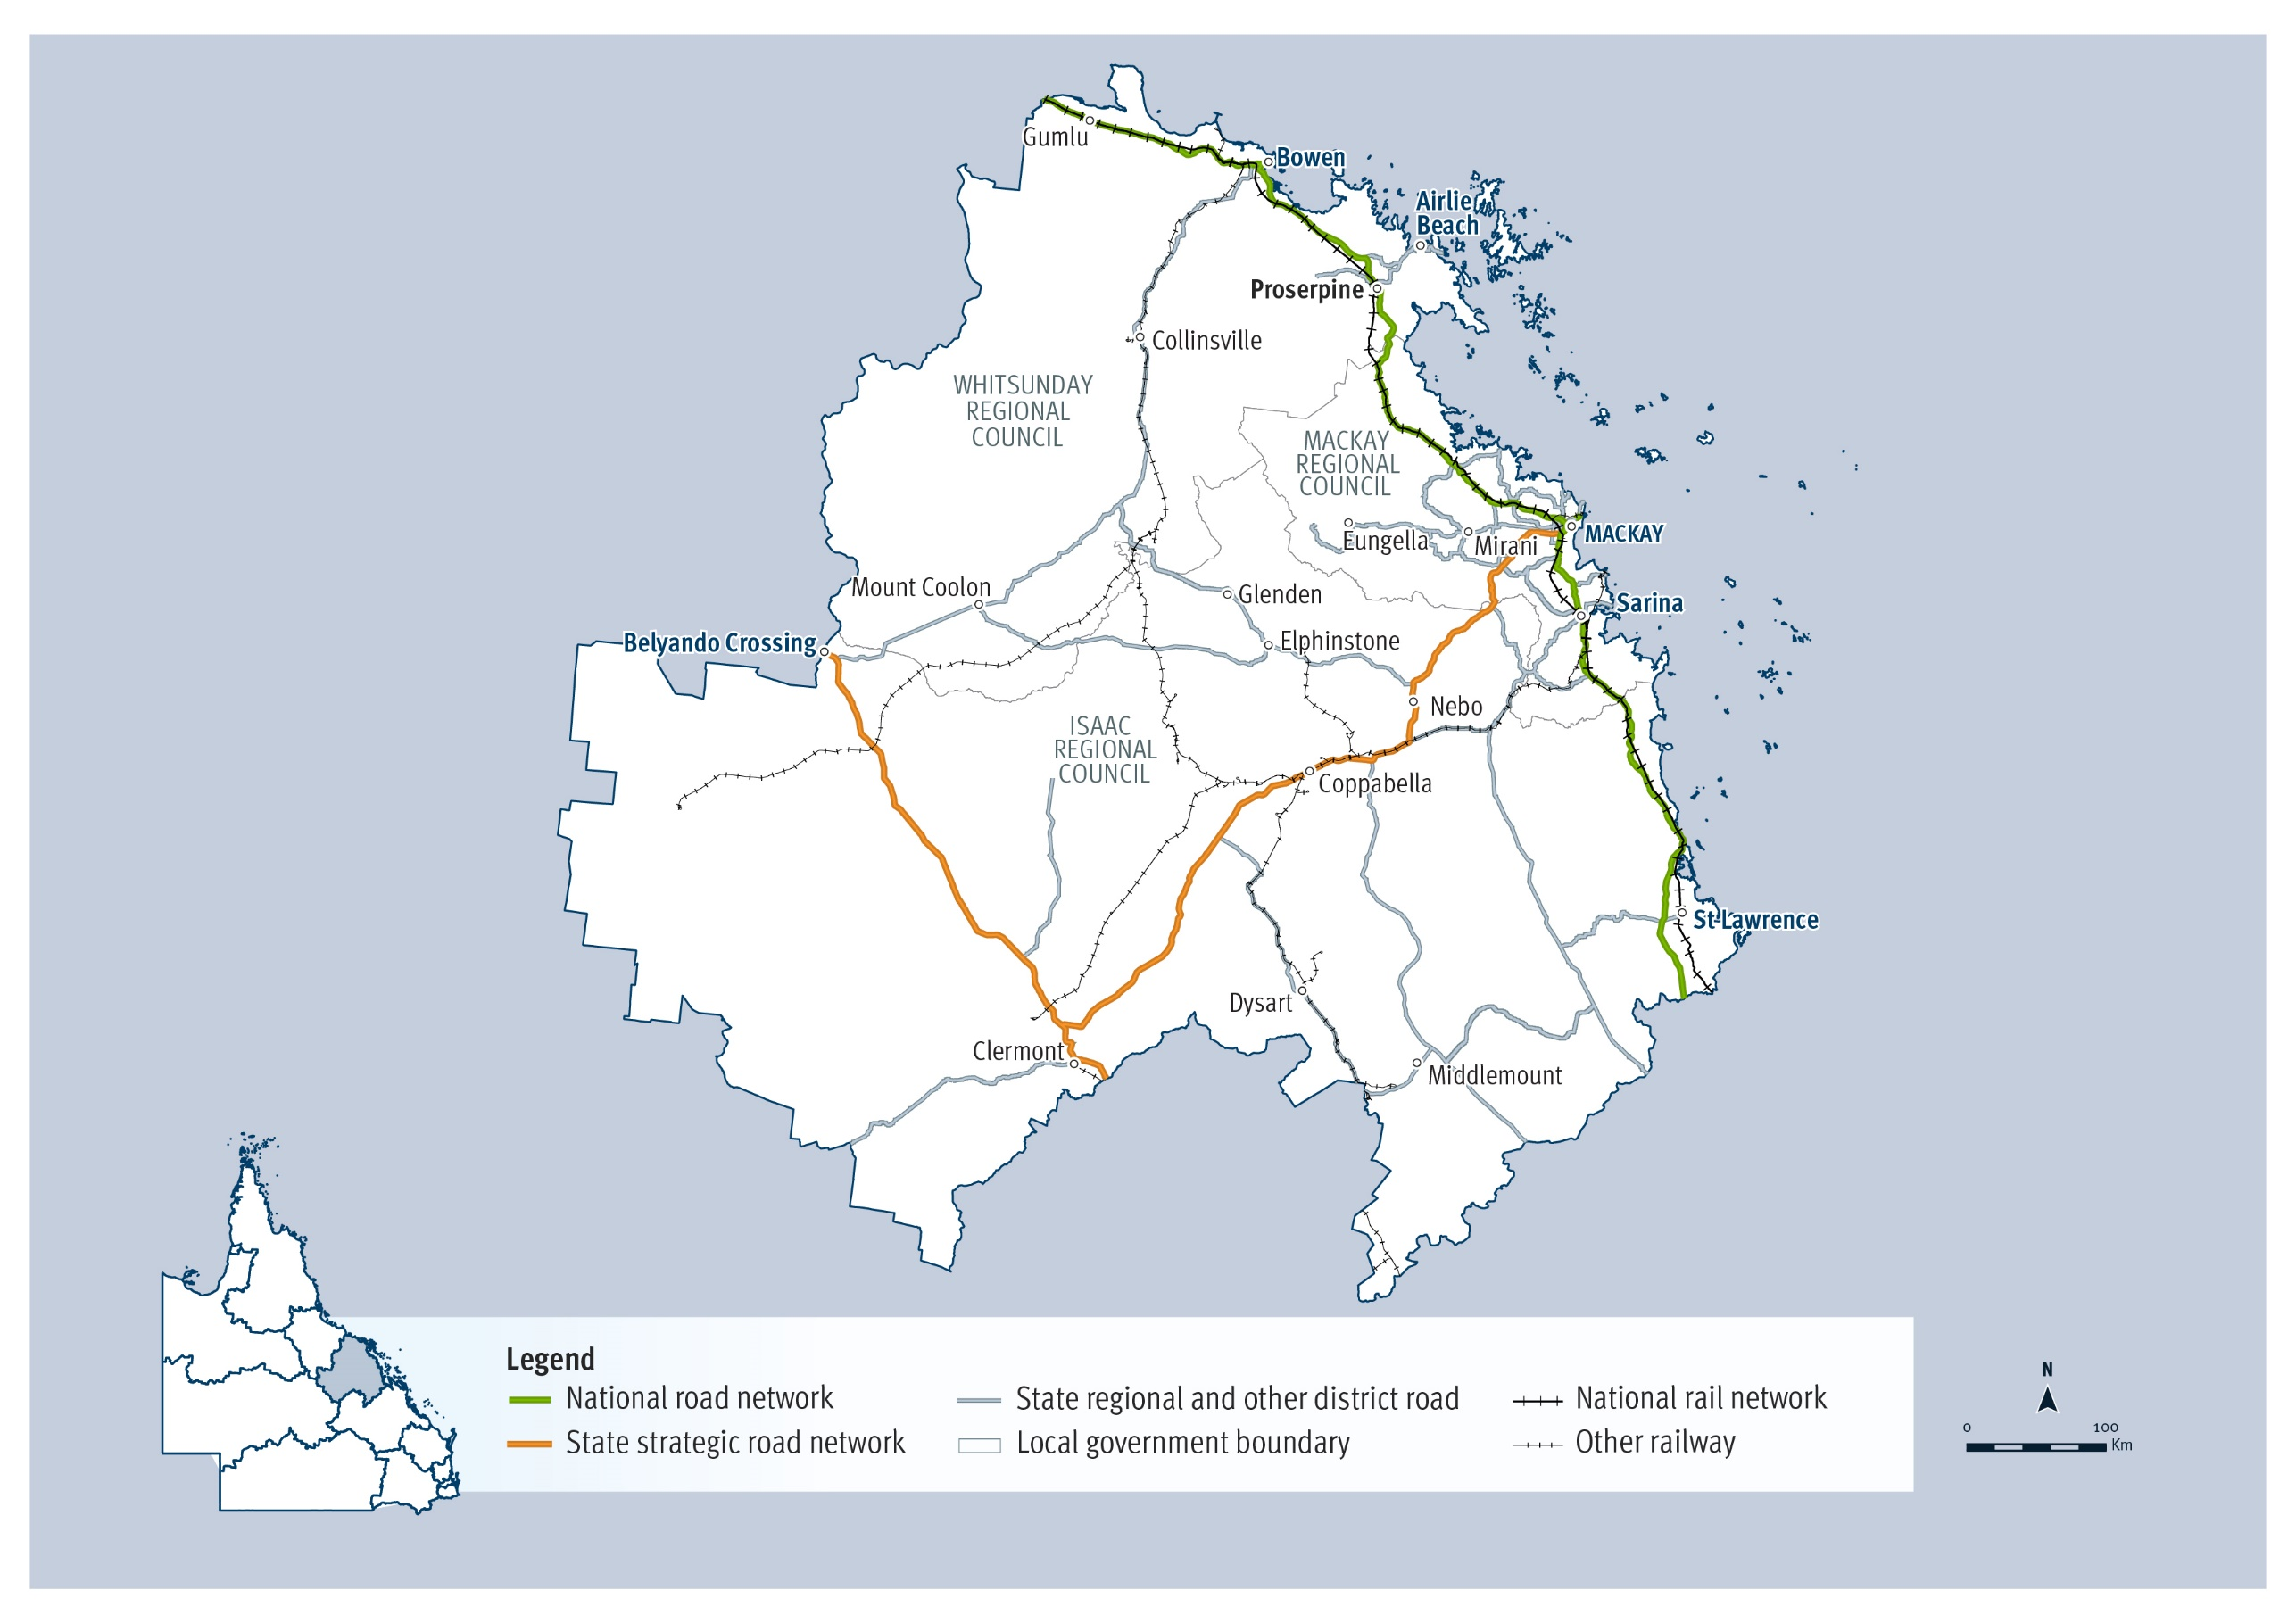 Gumlu
Bowen
Airlie
Beach
Proserpine
Collinsville
WHITSUNDAY
REGIONAL
COUNCIL
MACKAY
REGIONAL
COUNCIL
Eungella
Mirani
MACKAY
Mount Coolon
Glenden
Sarina
Belyando Crossing
Elphinstone
Nebo
ISAAC
REGIONAL
COUNCIL
Coppabella
St Lawrence
Dysart
Clermont
Middlemount
Legend
National road network
State strategic road network
State regional and other district road
Local government boundary
National rail network
Other railway
N
0 100
Km